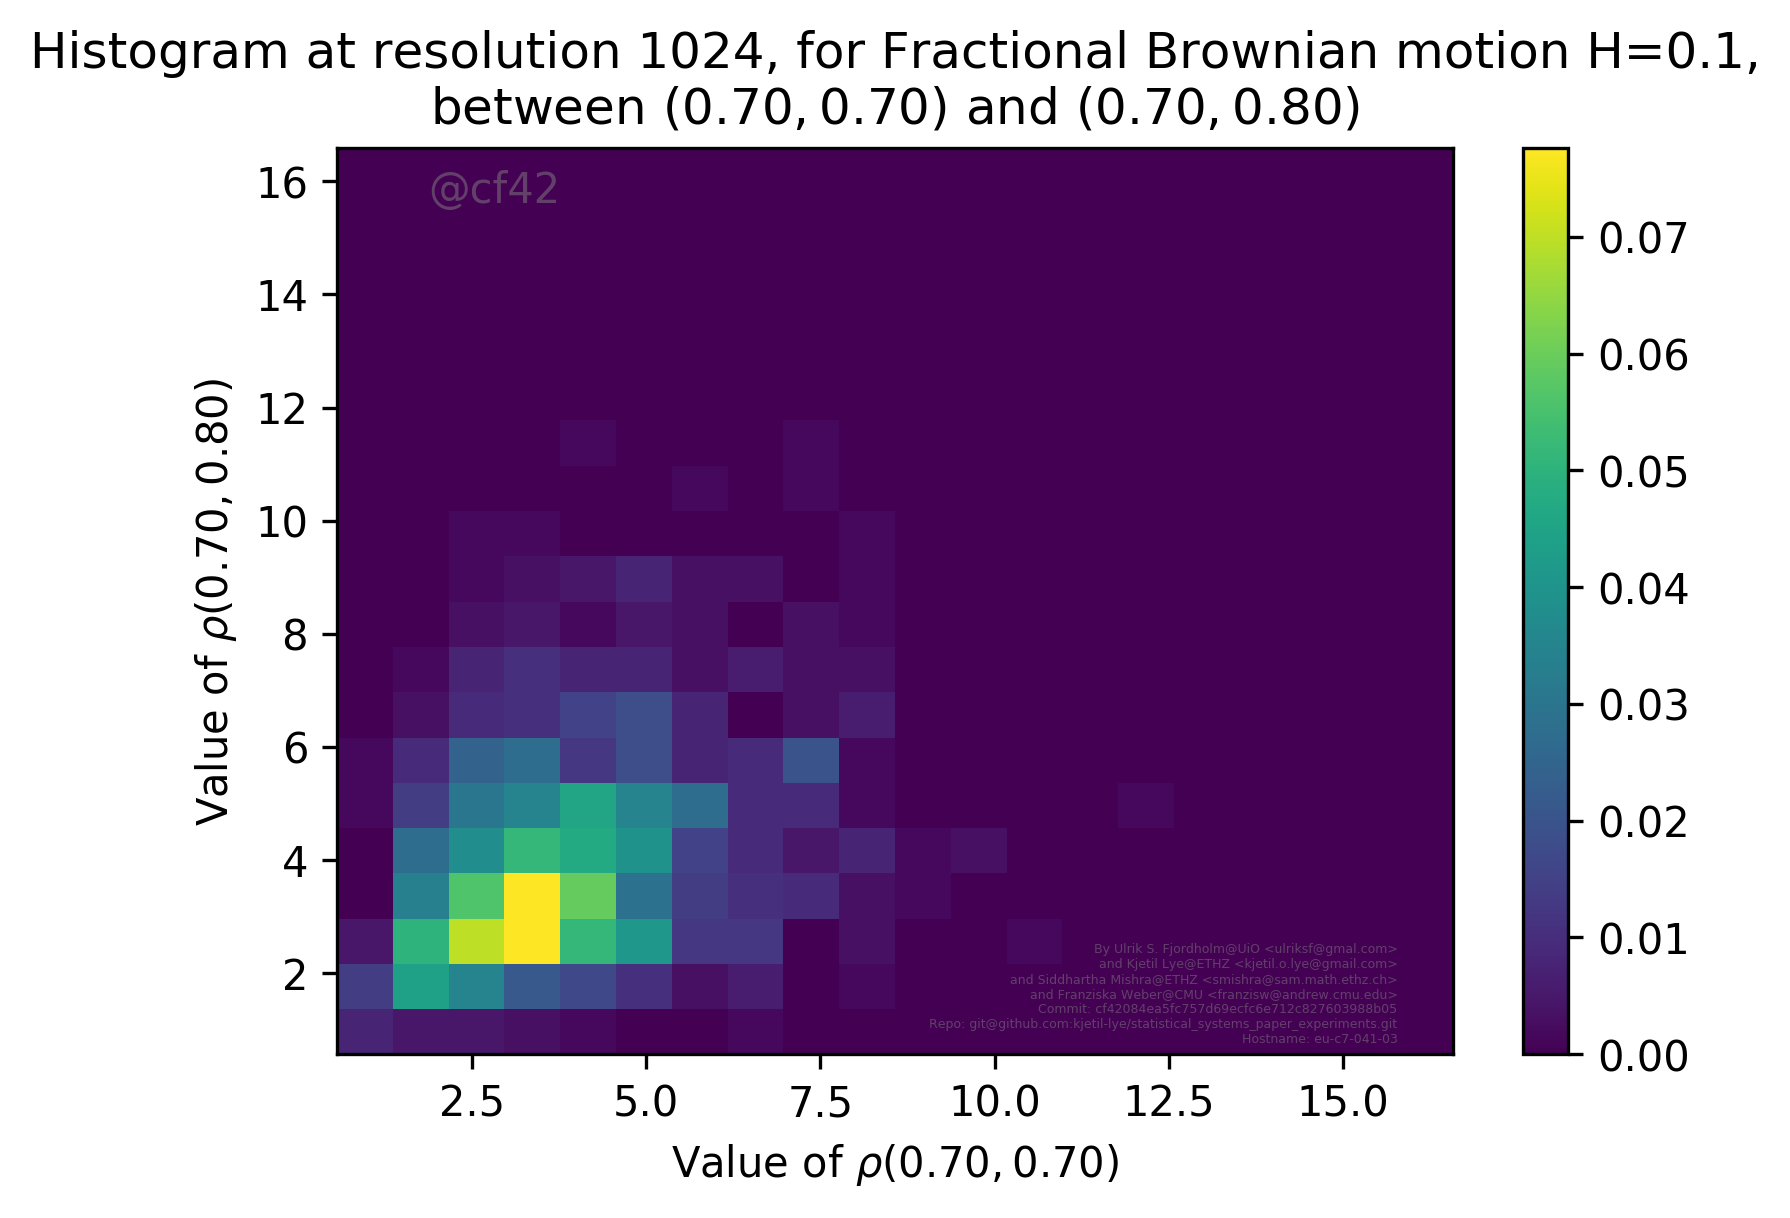 Histogram at resolution 1024, for Fractional Brownian motion H=0.1,
between (0.70, 0.70) and (0.70, 0.80)
@cf42
16
14
12
10
8
6
4
2
Value of ρ(0.70, 0.80)
2.5 5.0 7.5 10.0 12.5 15.0
Value of ρ(0.70, 0.70)
0.07
0.06
0.05
0.04
0.03
0.02
0.01
0.00
By Ulrik S. Fjordholm@UiO <ulriksf@gmal.com>
and Kjetil Lye@ETHZ <kjetil.o.lye@gmail.com>
and Siddhartha Mishra@ETHZ <smishra@sam.math.ethz.ch>
and Franziska Weber@CMU <franzisw@andrew.cmu.edu>
Commit: cf42084ea5fc757d69ecfc6e712c827603988b05
Repo: git@github.com:kjetil-lye/statistical_systems_paper_experiments.git
Hostname: eu-c7-041-03